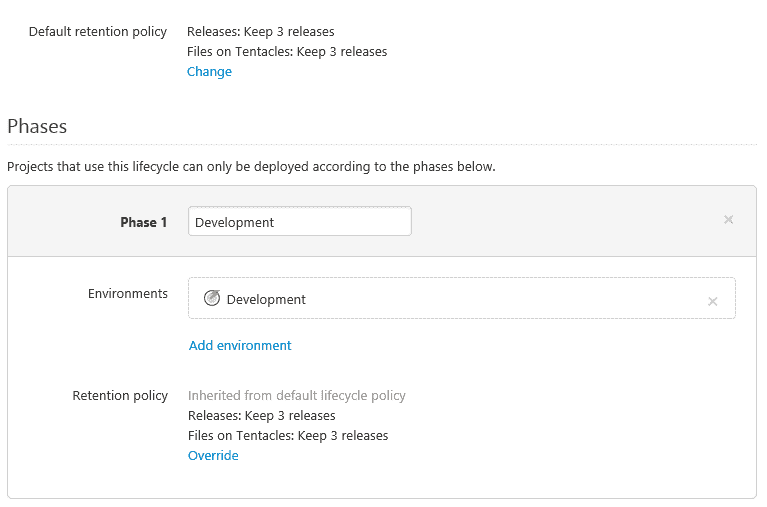 Default retention policy
Releases: Keep 3 releases
Files on Tentacles: Keep 3 releases
Change
Phases
Projects that use this lifecycle can only be deployed according to the phases below.
Phase 1
Development
Environments
Development
Add environment
Retention policy
Inherited from default lifecycle policy
Releases: Keep 3 releases
Files on Tentacles: Keep 3 releases
Override